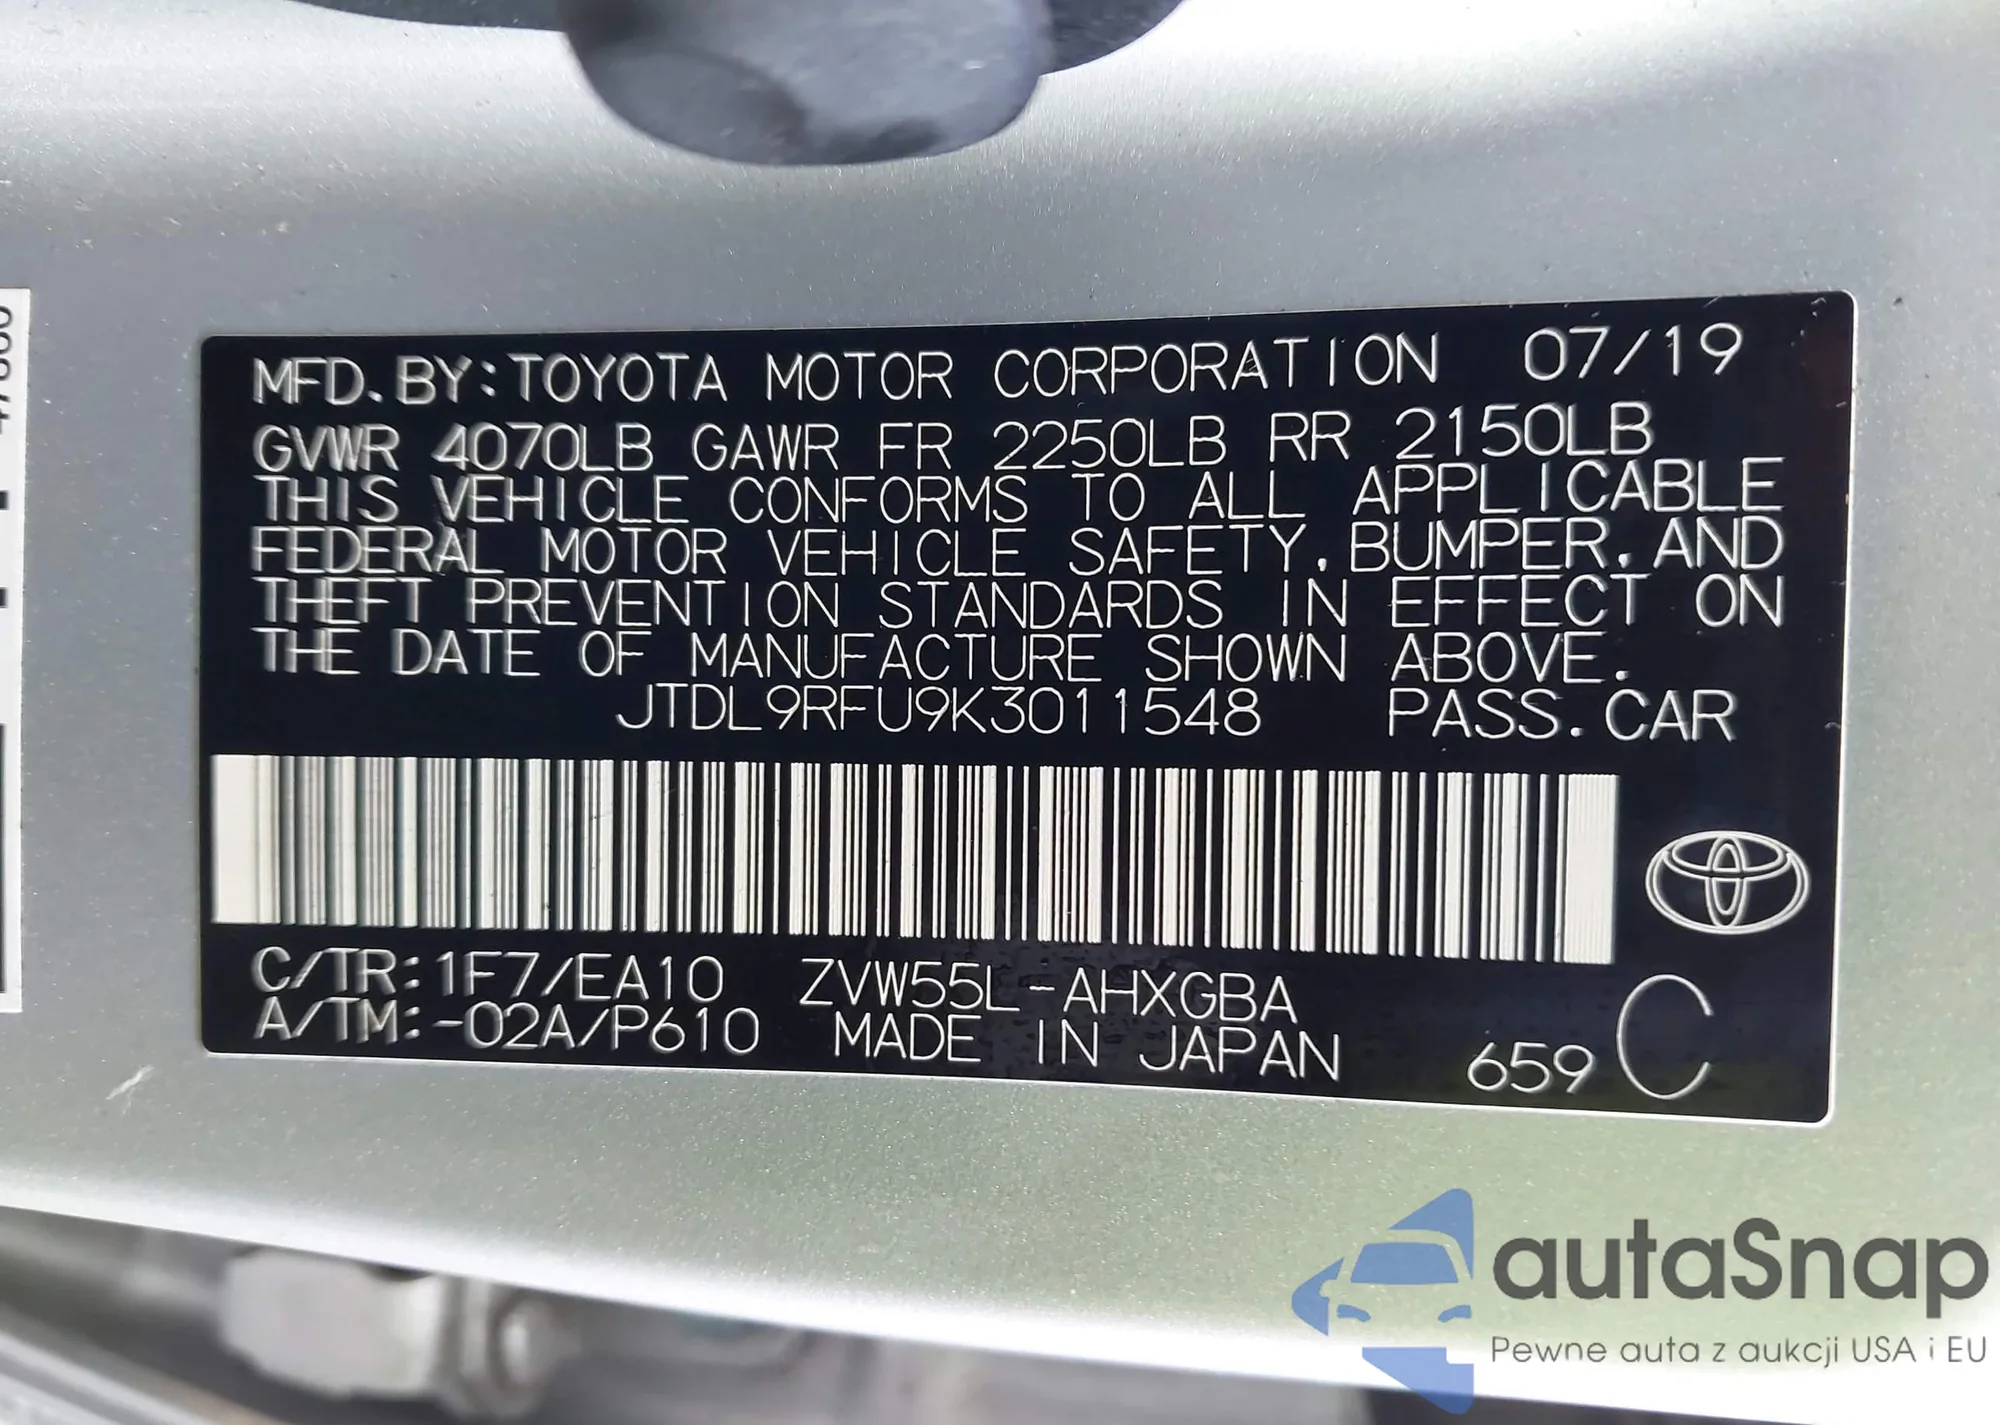 MFD. BY: TOYOTA MOTOR CORPORATION 07/19
GVWR 4070LB GAWR FR 2250LB RR 2150LB
THIS VEHICLE CONFORMS TO ALL APPLICABLE
FEDERAL MOTOR VEHICLE SAFETY, BUMPER, AND
THEFT PREVENTION STANDARDS IN EFFECT ON
THE DATE OF MANUFACTURE SHOWN ABOVE.
JTDL9RFU9K3011548 PASS. CAR
C/TR: 1F7/EA10 ZVW55L-AHXGBA
A/TM: -02A/P610 MADE IN JAPAN 659 C
autaSnap
Pewne auta z aukcji USA i EU